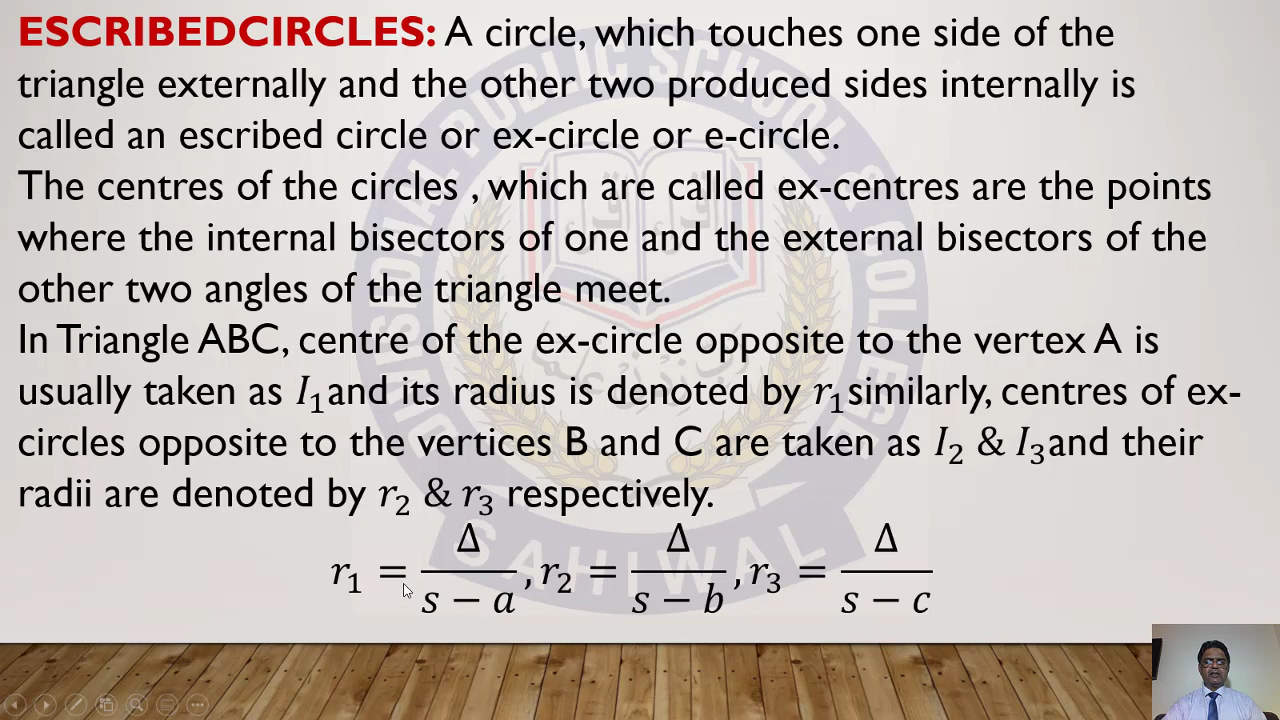 ESCRIBEDCIRCLES: A circle, which touches one side of the
triangle externally and the other two produced sides internally is
called an escribed circle or ex-circle or e-circle.
The centres of the circles , which are called ex-centres are the points
where the internal bisectors of one and the external bisectors of the
other two angles of the triangle meet.
In Triangle ABC, centre of the ex-circle opposite to the vertex A is
usually taken as I₁and its radius is denoted by r₁similarly, centres of ex-
circles opposite to the vertices B and C are taken as I₂ & I₃and their
radii are denoted by r₂ & r₃ respectively.
r₁ = Δ/(s − a) , r₂ = Δ/(s − b) , r₃ = Δ/(s − c)
DIVISIONAL PUBLIC SCHOOL & COLLEGE
SAHIWAL